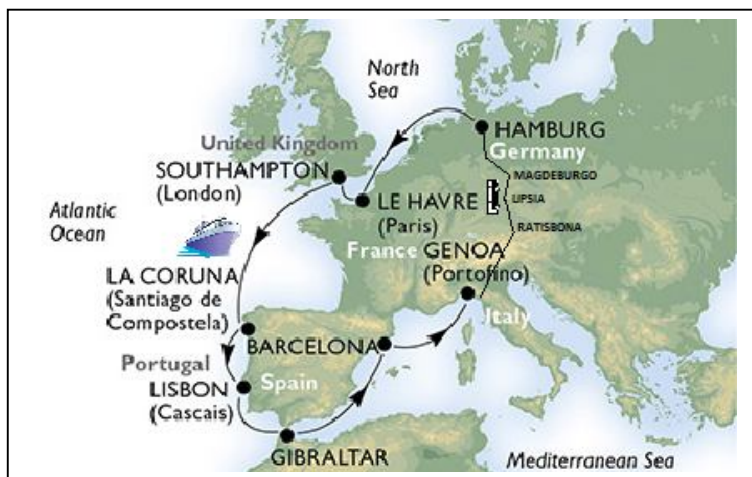 North
Sea
HAMBURG
United Kingdom
Germany
SOUTHAMPTON
(London)
MAGDEBURGO
LE HAVRE
(Paris)
LIPSIA
Atlantic
Ocean
RATISBONA
France
GENOA
(Portofino)
LA CORUNA
(Santiago de
Compostela)
Italy
BARCELONA
Portugal
Spain
LISBON
(Cascais)
GIBRALTAR
Mediterranean Sea